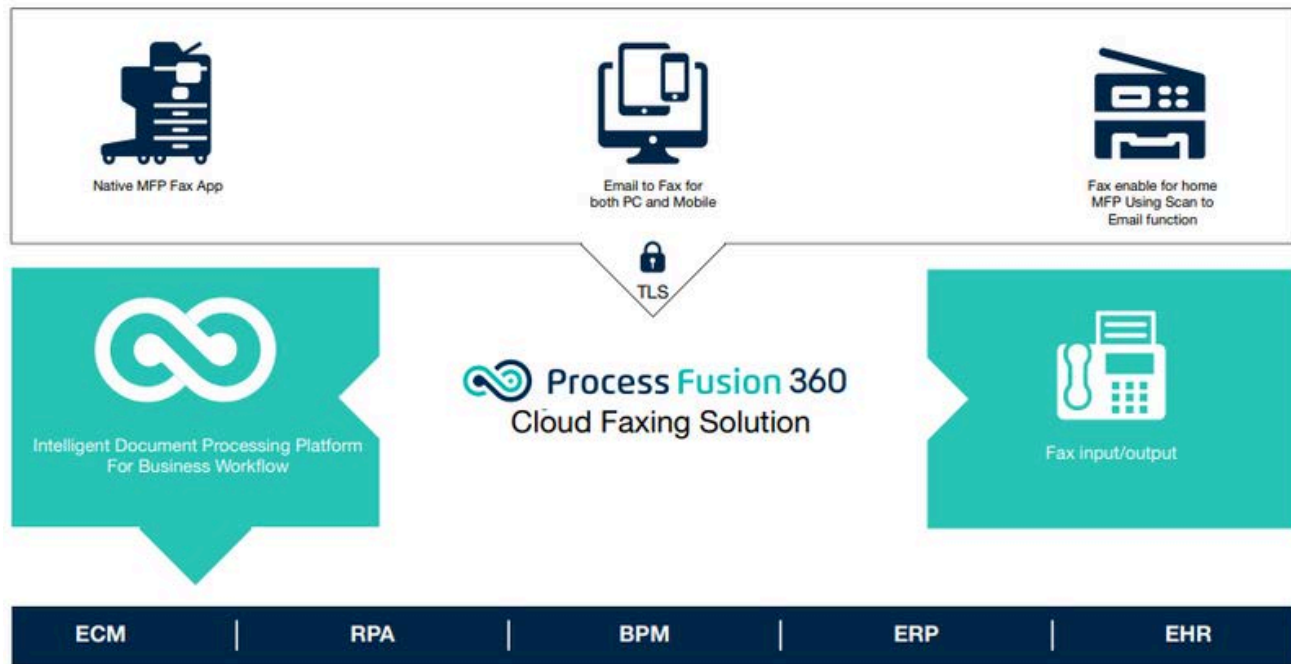 Native MFP Fax App
Email to Fax for
both PC and Mobile
Fax enable for home
MFP Using Scan to
Email function
TLS
Intelligent Document Processing Platform
For Business Workflow
Process Fusion 360
Cloud Faxing Solution
Fax input/output
ECM | RPA | BPM | ERP | EHR